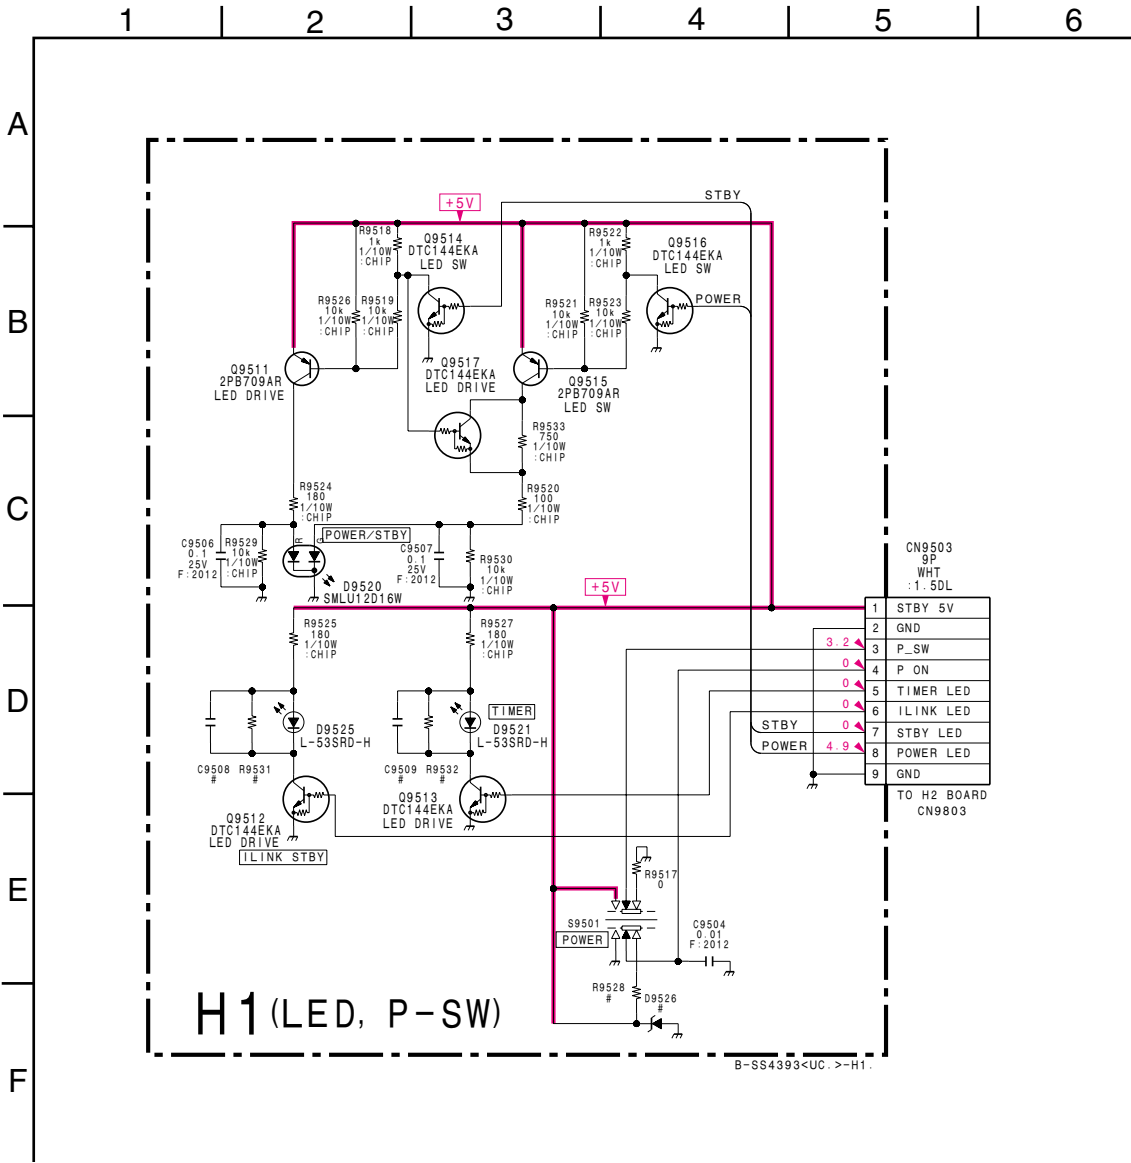 1 2 3 4 5 6
A
B
C
D
E
F
+5V
STBY
R9518
1k
1/10W
:CHIP
Q9514
DTC144EKA
LED SW
R9522
1k
1/10W
:CHIP
Q9516
DTC144EKA
LED SW
POWER
R9526
10k
1/10W
:CHIP
R9519
10k
1/10W
:CHIP
R9521
10k
1/10W
:CHIP
R9523
10k
1/10W
:CHIP
Q9511
2PB709AR
LED DRIVE
Q9517
DTC144EKA
LED DRIVE
Q9515
2PB709AR
LED SW
R9533
750
1/10W
:CHIP
R9524
180
1/10W
:CHIP
R9520
100
1/10W
:CHIP
R
G
POWER/STBY
C9506
0.1
25V
F:2012
R9529
10k
1/10W
:CHIP
C9507
0.1
25V
F:2012
R9530
10k
1/10W
:CHIP
D9520
SMLU12D16W
+5V
CN9503
9P
WHT
:1.5DL
1 STBY 5V
2 GND
3.2 3 P_SW
0 4 P ON
0 5 TIMER LED
0 6 ILINK LED
STBY 0 7 STBY LED
POWER 4.9 8 POWER LED
9 GND
TO H2 BOARD
CN9803
R9525
180
1/10W
:CHIP
R9527
180
1/10W
:CHIP
TIMER
D9525
L-53SRD-H
D9521
L-53SRD-H
C9508
#
R9531
#
C9509
#
R9532
#
Q9512
DTC144EKA
LED DRIVE
ILINK STBY
Q9513
DTC144EKA
LED DRIVE
R9517
0
S9501
POWER
C9504
0.01
F:2012
R9528
#
D9526
#
H1 (LED, P-SW)
B-SS4393<UC.>-H1.